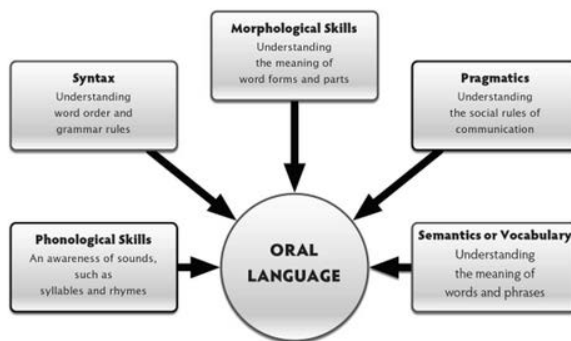 Morphological Skills
Understanding
the meaning of
word forms and parts
Syntax
Understanding
word order and
grammar rules
Pragmatics
Understanding
the social rules of
communication
Phonological Skills
An awareness of sounds,
such as
syllables and rhymes
ORAL
LANGUAGE
Semantics or Vocabulary
Understanding
the meaning of
words and phrases